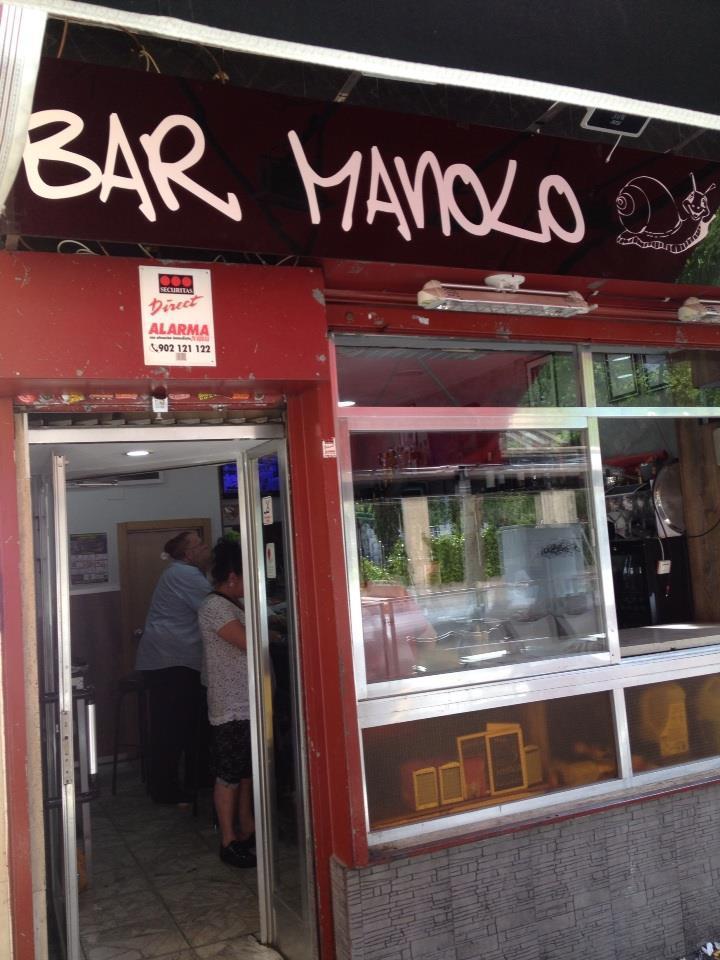 BAR MANOLO
SECURITAS
Direct
ALARMA
902 121 122